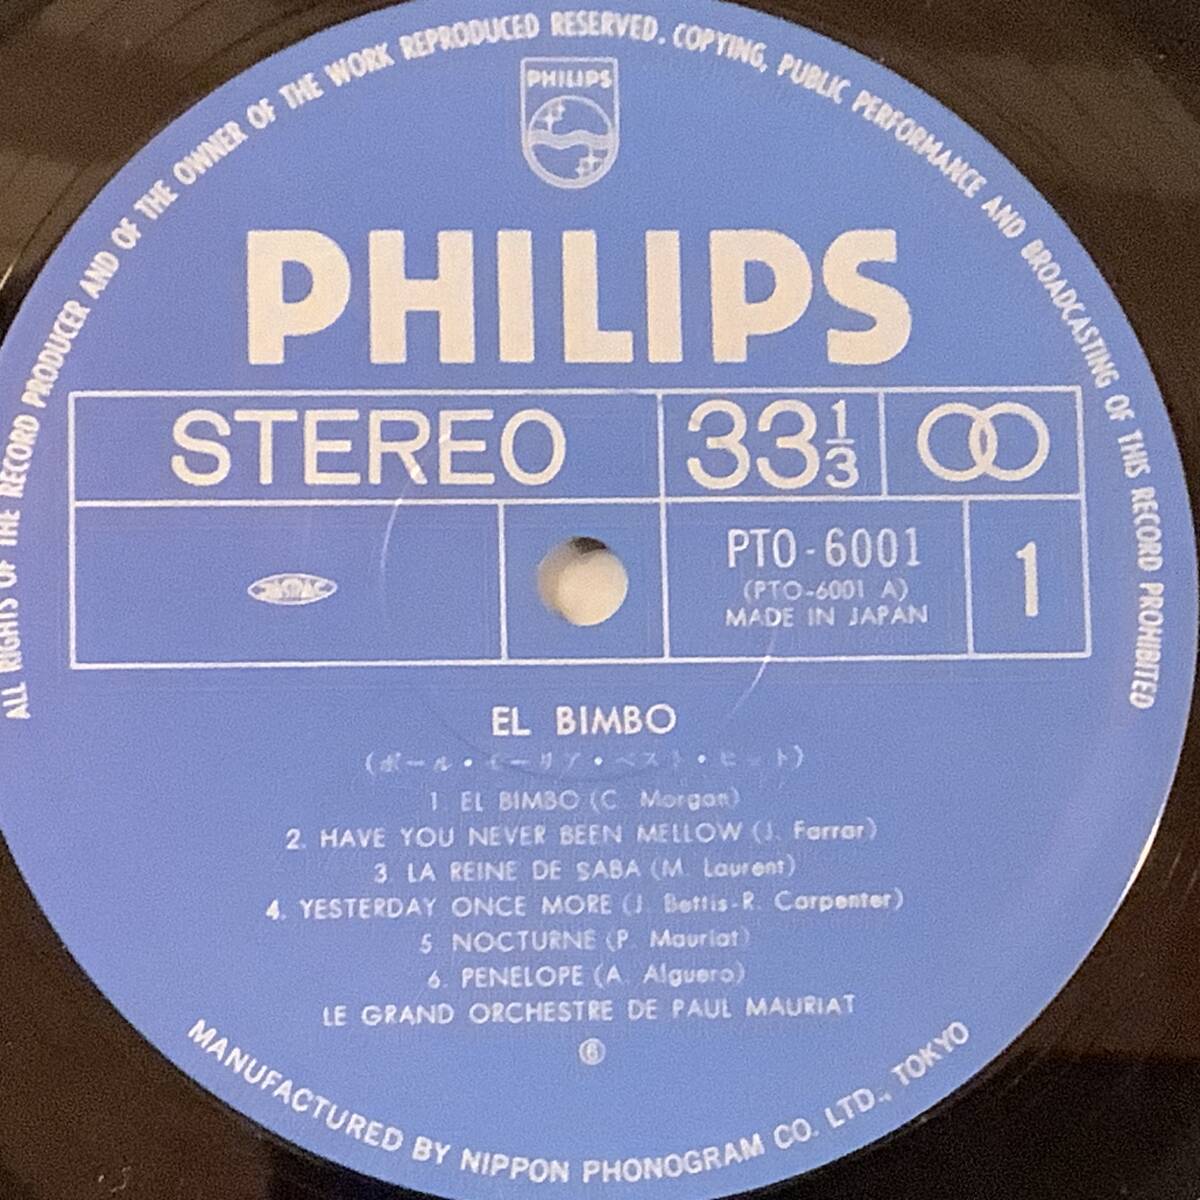 ALL RIGHTS OF THE RECORD PRODUCER AND OF THE OWNER OF THE WORK REPRODUCED RESERVED. COPYING, PUBLIC PERFORMANCE AND BROADCASTING OF THIS RECORD PROHIBITED
PHILIPS
PHILIPS
STEREO 33 1/3
JASRAC
PTO-6001
(PTO-6001 A)
MADE IN JAPAN
1
EL BIMBO
(ポール・モーリア・ベスト・ヒット)
1. EL BIMBO (C. Morgan)
2. HAVE YOU NEVER BEEN MELLOW (J. Farrar)
3. LA REINE DE SABA (M. Laurent)
4. YESTERDAY ONCE MORE (J. Bettis-R. Carpenter)
5. NOCTURNE (P. Mauriat)
6. PENELOPE (A. Alguero)
LE GRAND ORCHESTRE DE PAUL MAURIAT
⑥
MANUFACTURED BY NIPPON PHONOGRAM CO. LTD., TOKYO